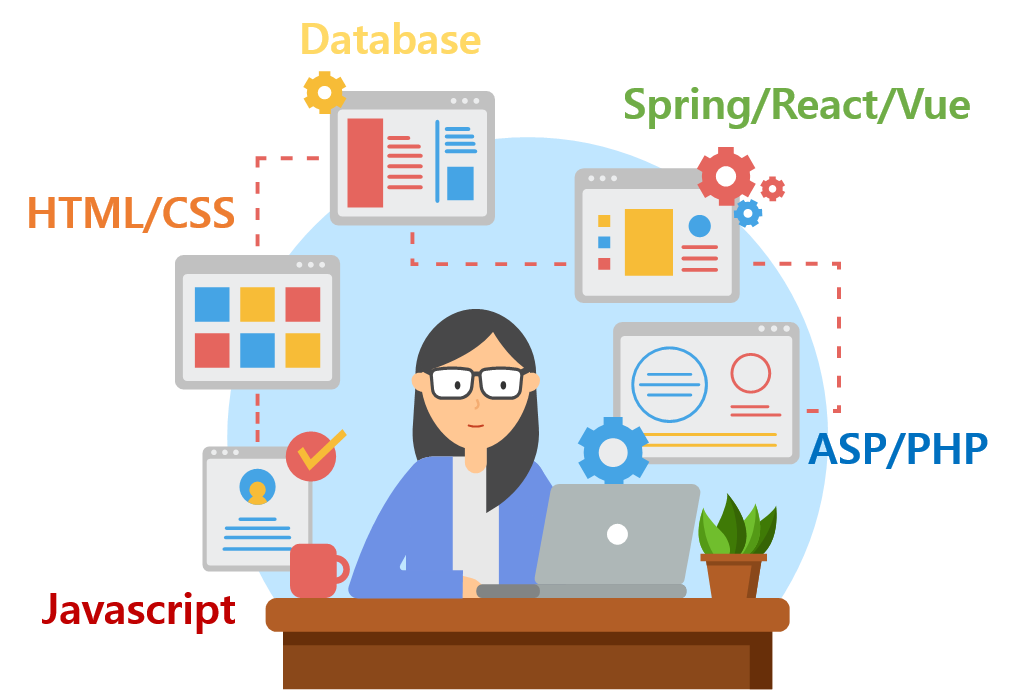 Database
Spring/React/Vue
HTML/CSS
ASP/PHP
Javascript